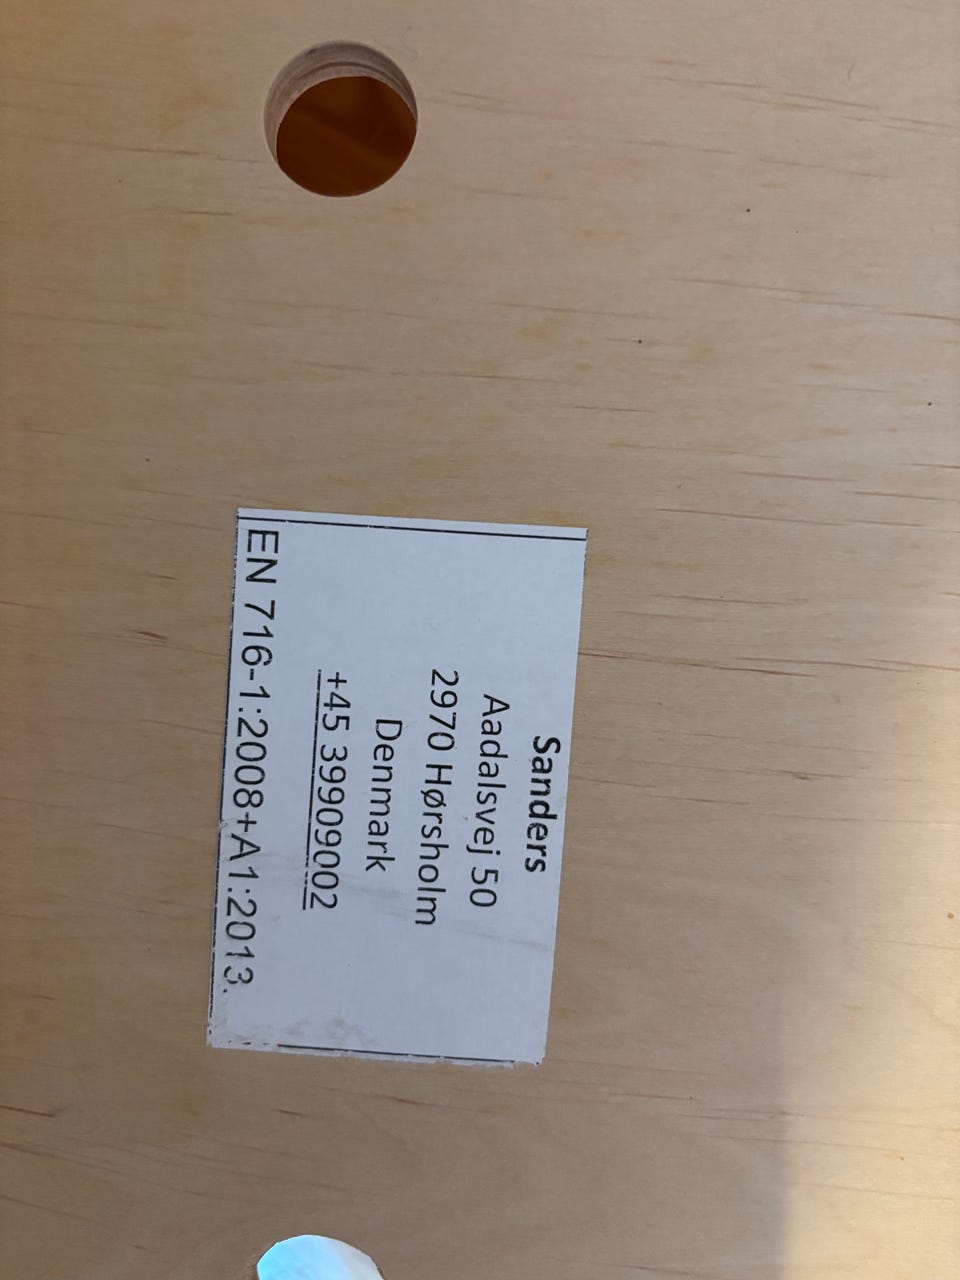 Sanders
Aadalsvej 50
2970 Hørsholm
Denmark
+45 39909002
EN 716-1:2008+A1:2013.